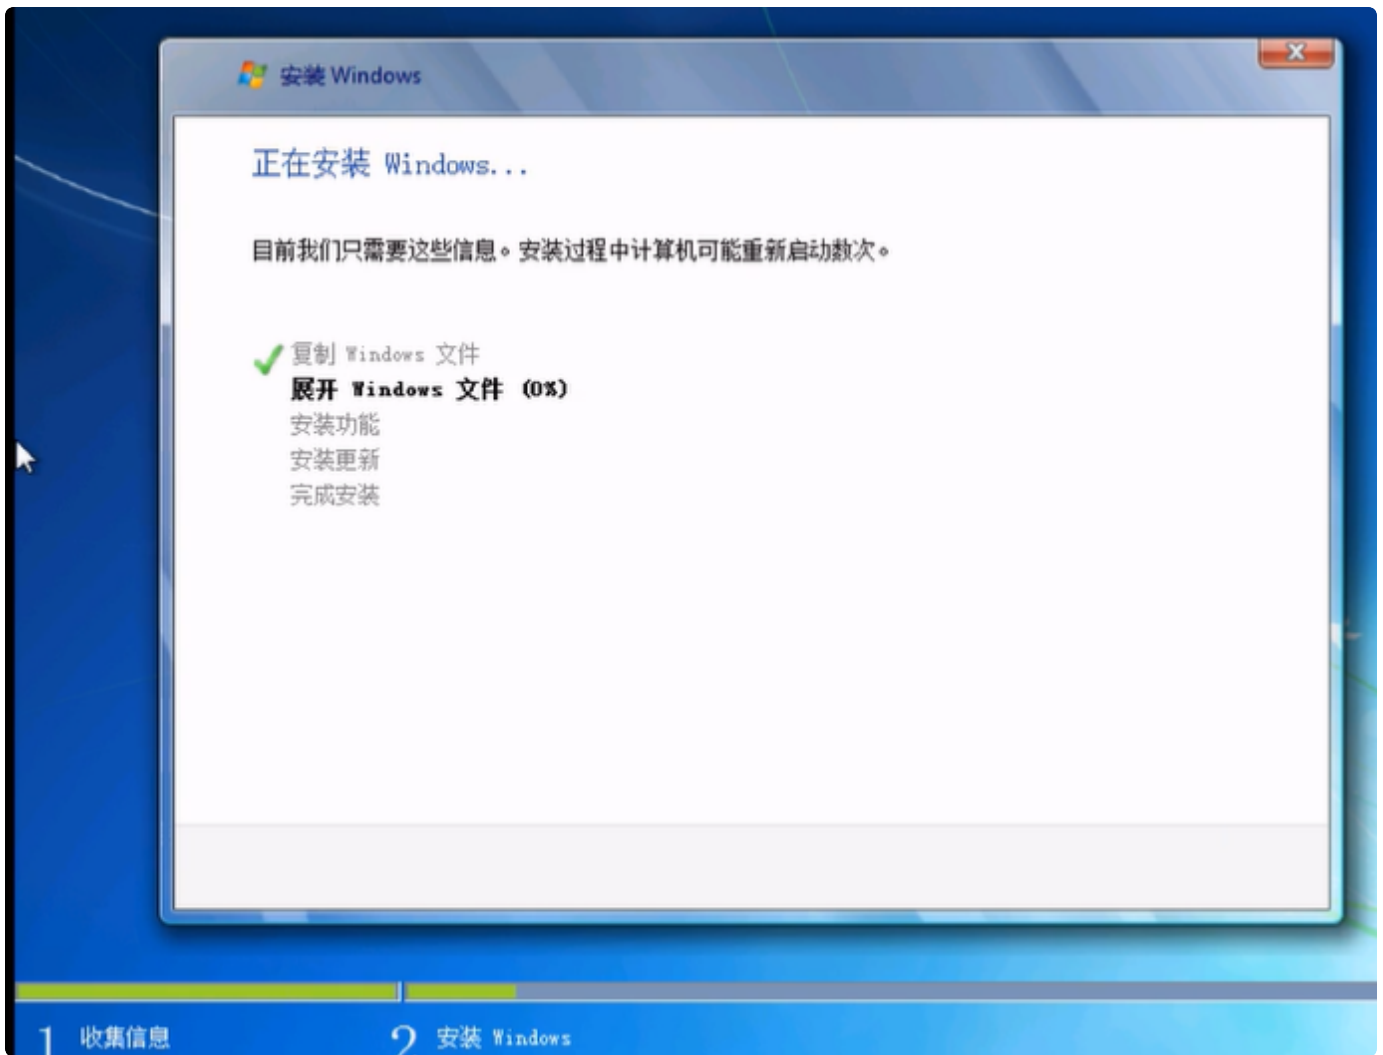 安装 Windows
正在安装 Windows...
目前我们只需要这些信息。安装过程中计算机可能重新启动数次。
复制 Windows 文件
展开 Windows 文件 (0%)
安装功能
安装更新
完成安装
1 收集信息
2 安装 Windows